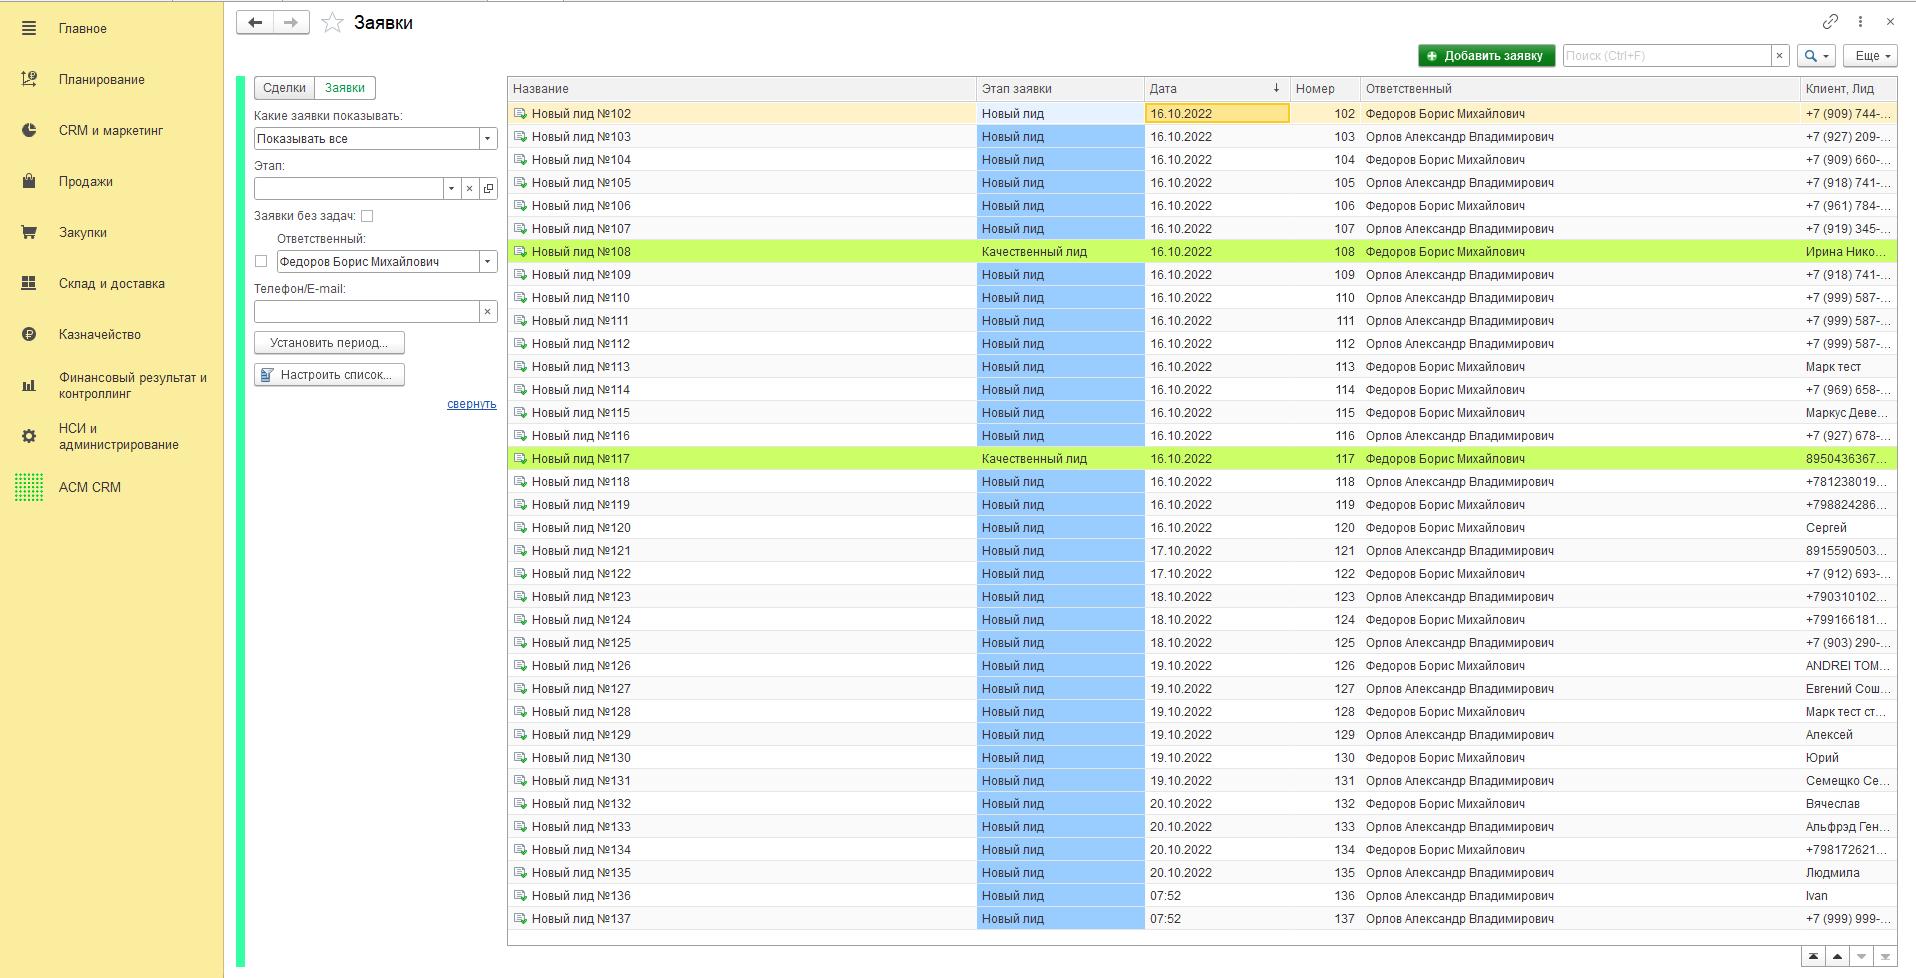 Главное
Планирование
CRM и маркетинг
Продажи
Закупки
Склад и доставка
Казначейство
Финансовый результат и
контроллинг
НСИ и
администрирование
ACM CRM
Заявки
Добавить заявку
Поиск (Ctrl+F)
Еще
Сделки Заявки
Какие заявки показывать:
Показывать все
Этап:
Заявки без задач:
Ответственный:
Федоров Борис Михайлович
Телефон/E-mail:
Установить период...
Настроить список...
свернуть
Название Этап заявки Дата Номер Ответственный Клиент, Лид
Новый лид №102 Новый лид 16.10.2022 102 Федоров Борис Михайлович +7 (909) 744-...
Новый лид №103 Новый лид 16.10.2022 103 Орлов Александр Владимирович +7 (927) 209-...
Новый лид №104 Новый лид 16.10.2022 104 Федоров Борис Михайлович +7 (909) 660-...
Новый лид №105 Новый лид 16.10.2022 105 Орлов Александр Владимирович +7 (918) 741-...
Новый лид №106 Новый лид 16.10.2022 106 Федоров Борис Михайлович +7 (961) 784-...
Новый лид №107 Новый лид 16.10.2022 107 Орлов Александр Владимирович +7 (919) 345-...
Новый лид №108 Качественный лид 16.10.2022 108 Федоров Борис Михайлович Ирина Нико...
Новый лид №109 Новый лид 16.10.2022 109 Орлов Александр Владимирович +7 (918) 741-...
Новый лид №110 Новый лид 16.10.2022 110 Орлов Александр Владимирович +7 (999) 587-...
Новый лид №111 Новый лид 16.10.2022 111 Орлов Александр Владимирович +7 (999) 587-...
Новый лид №112 Новый лид 16.10.2022 112 Орлов Александр Владимирович +7 (999) 587-...
Новый лид №113 Новый лид 16.10.2022 113 Федоров Борис Михайлович Марк тест
Новый лид №114 Новый лид 16.10.2022 114 Федоров Борис Михайлович +7 (969) 658-...
Новый лид №115 Новый лид 16.10.2022 115 Федоров Борис Михайлович Маркус Деве...
Новый лид №116 Новый лид 16.10.2022 116 Орлов Александр Владимирович +7 (927) 678-...
Новый лид №117 Качественный лид 16.10.2022 117 Федоров Борис Михайлович 8950436367...
Новый лид №118 Новый лид 16.10.2022 118 Орлов Александр Владимирович +781238019...
Новый лид №119 Новый лид 16.10.2022 119 Орлов Александр Владимирович +798824286...
Новый лид №120 Новый лид 16.10.2022 120 Федоров Борис Михайлович Сергей
Новый лид №121 Новый лид 17.10.2022 121 Орлов Александр Владимирович 8915590503...
Новый лид №122 Новый лид 17.10.2022 122 Федоров Борис Михайлович +7 (912) 693-...
Новый лид №123 Новый лид 18.10.2022 123 Орлов Александр Владимирович +790310102...
Новый лид №124 Новый лид 18.10.2022 124 Федоров Борис Михайлович +799166181...
Новый лид №125 Новый лид 18.10.2022 125 Орлов Александр Владимирович +7 (903) 290-...
Новый лид №126 Новый лид 19.10.2022 126 Федоров Борис Михайлович ANDREI TOM...
Новый лид №127 Новый лид 19.10.2022 127 Орлов Александр Владимирович Евгений Сош...
Новый лид №128 Новый лид 19.10.2022 128 Федоров Борис Михайлович Марк тест ст...
Новый лид №129 Новый лид 19.10.2022 129 Орлов Александр Владимирович Алексей
Новый лид №130 Новый лид 19.10.2022 130 Федоров Борис Михайлович Юрий
Новый лид №131 Новый лид 19.10.2022 131 Орлов Александр Владимирович Семещко Се...
Новый лид №132 Новый лид 20.10.2022 132 Федоров Борис Михайлович Вячеслав
Новый лид №133 Новый лид 20.10.2022 133 Орлов Александр Владимирович Альфрэд Ген...
Новый лид №134 Новый лид 20.10.2022 134 Федоров Борис Михайлович +798172621...
Новый лид №135 Новый лид 20.10.2022 135 Орлов Александр Владимирович Людмила
Новый лид №136 Новый лид 07:52 136 Орлов Александр Владимирович Ivan
Новый лид №137 Новый лид 07:52 137 Орлов Александр Владимирович +7 (999) 999-...